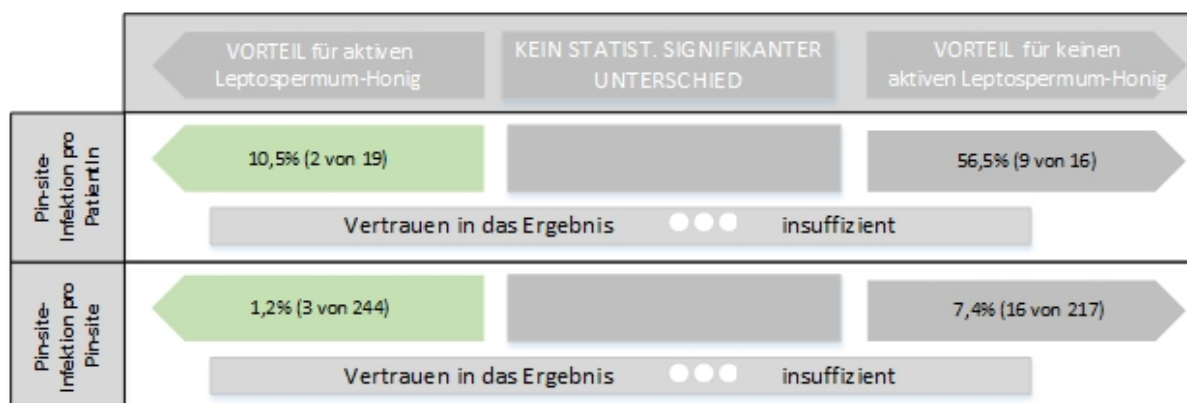 VORTEIL für aktiven
Leptospermum-Honig
KEIN STATIST. SIGNIFIKANTER
UNTERSCHIED
VORTEIL für keinen
aktiven Leptospermum-Honig
Pin-site-
Infektion pro
PatientIn
10,5% (2 von 19)
56,5% (9 von 16)
Vertrauen in das Ergebnis insuffizient
Pin-site-
Infektion pro
Pin-site
1,2% (3 von 244)
7,4% (16 von 217)
Vertrauen in das Ergebnis insuffizient